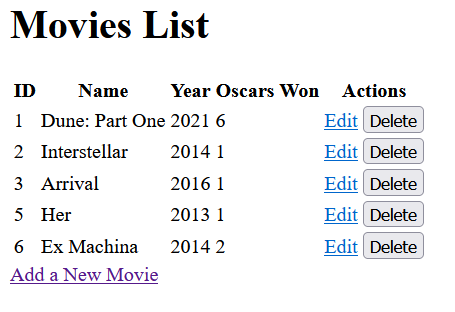 Movies List
ID Name Year Oscars Won Actions
1 Dune: Part One 2021 6 Edit Delete
2 Interstellar 2014 1 Edit Delete
3 Arrival 2016 1 Edit Delete
5 Her 2013 1 Edit Delete
6 Ex Machina 2014 2 Edit Delete
Add a New Movie